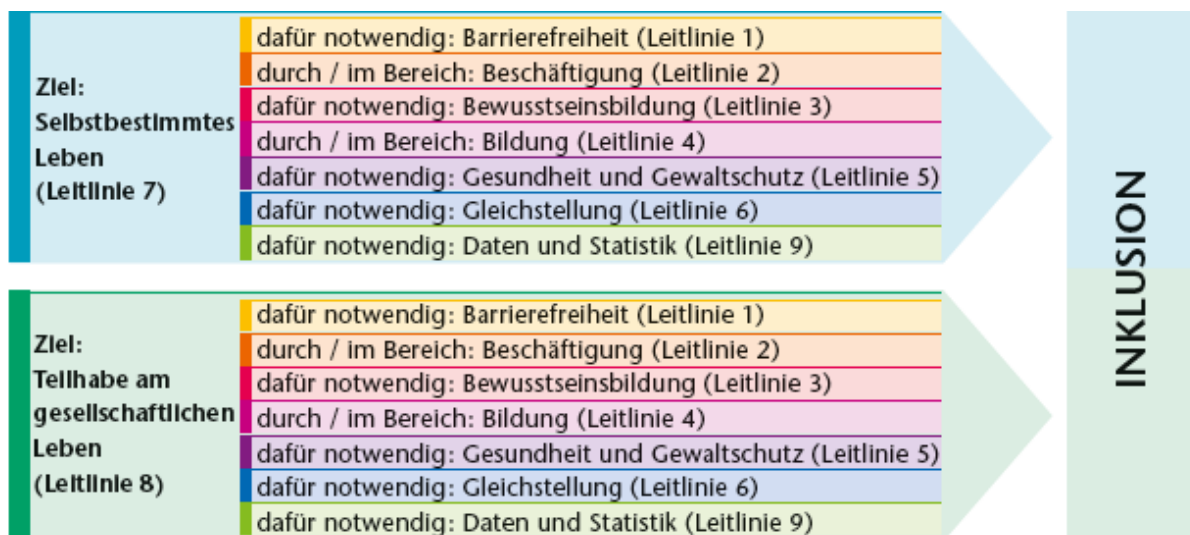 Ziel:
Selbstbestimmtes
Leben
(Leitlinie 7)
dafür notwendig: Barrierefreiheit (Leitlinie 1)
durch / im Bereich: Beschäftigung (Leitlinie 2)
dafür notwendig: Bewusstseinsbildung (Leitlinie 3)
durch / im Bereich: Bildung (Leitlinie 4)
dafür notwendig: Gesundheit und Gewaltschutz (Leitlinie 5)
dafür notwendig: Gleichstellung (Leitlinie 6)
dafür notwendig: Daten und Statistik (Leitlinie 9)
Ziel:
Teilhabe am
gesellschaftlichen
Leben
(Leitlinie 8)
dafür notwendig: Barrierefreiheit (Leitlinie 1)
durch / im Bereich: Beschäftigung (Leitlinie 2)
dafür notwendig: Bewusstseinsbildung (Leitlinie 3)
durch / im Bereich: Bildung (Leitlinie 4)
dafür notwendig: Gesundheit und Gewaltschutz (Leitlinie 5)
dafür notwendig: Gleichstellung (Leitlinie 6)
dafür notwendig: Daten und Statistik (Leitlinie 9)
INKLUSION